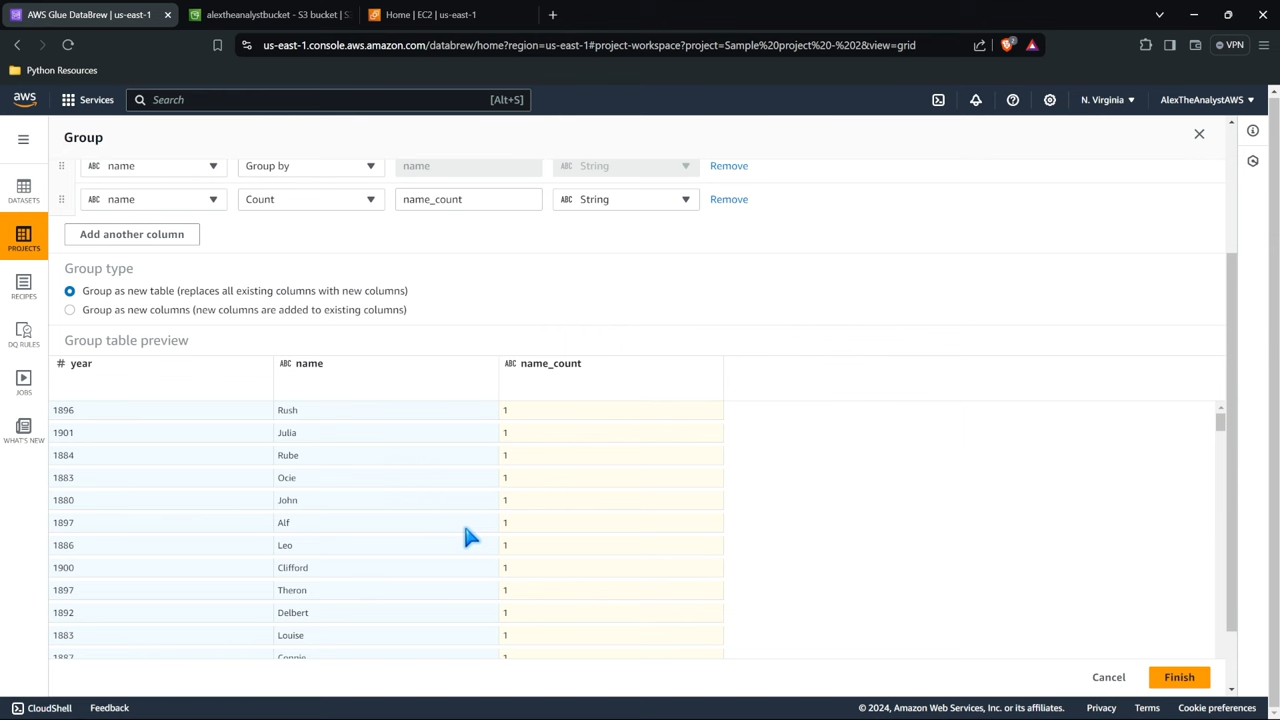 AWS Glue DataBrew | us-east-1
alextheanalystbucket - S3 bucket | S3
Home | EC2 | us-east-1
us-east-1.console.aws.amazon.com/databrew/home?region=us-east-1#project-workspace?project=Sample%20project%20-%202&view=grid
VPN
Python Resources
aws Services Search [Alt+S] N. Virginia AlexTheAnalystAWS
Group
name Group by name String Remove
name Count name_count String Remove
Add another column
Group type
Group as new table (replaces all existing columns with new columns)
Group as new columns (new columns are added to existing columns)
Group table preview
# year ABC name ABC name_count
1896 Rush 1
1901 Julia 1
1884 Rube 1
1883 Ocie 1
1880 John 1
1897 Alf 1
1886 Leo 1
1900 Clifford 1
1897 Theron 1
1892 Delbert 1
1883 Louise 1
1887 Connie 1
Cancel Finish
DATASETS
PROJECTS
RECIPES
DQ RULES
JOBS
WHAT'S NEW
CloudShell Feedback © 2024, Amazon Web Services, Inc. or its affiliates. Privacy Terms Cookie preferences